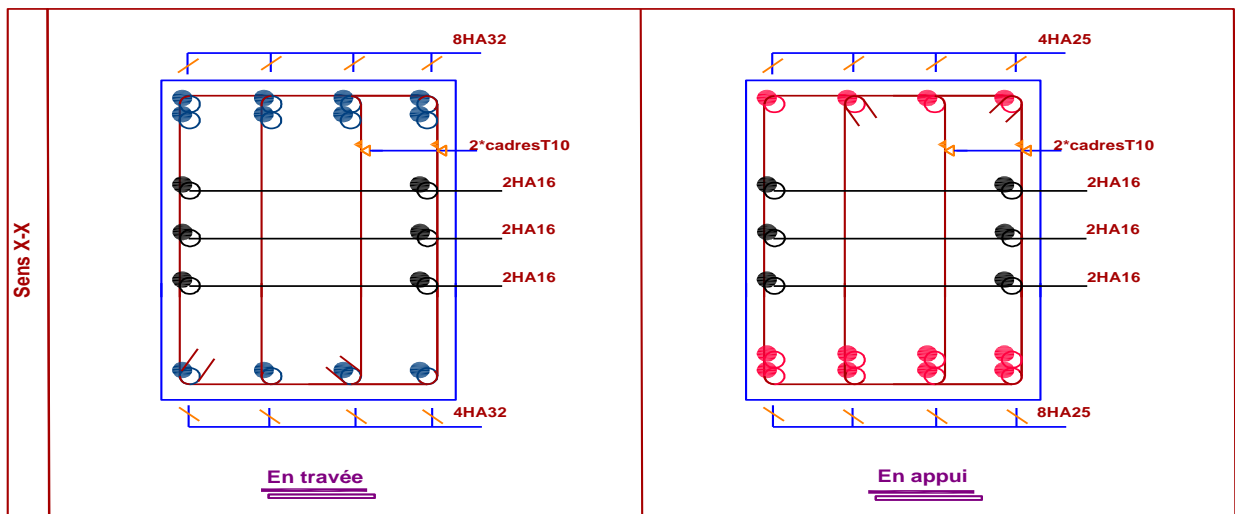 Sens X-X
8HA32
2*cadresT10
2HA16
2HA16
2HA16
4HA32
En travée
4HA25
2*cadresT10
2HA16
2HA16
2HA16
8HA25
En appui